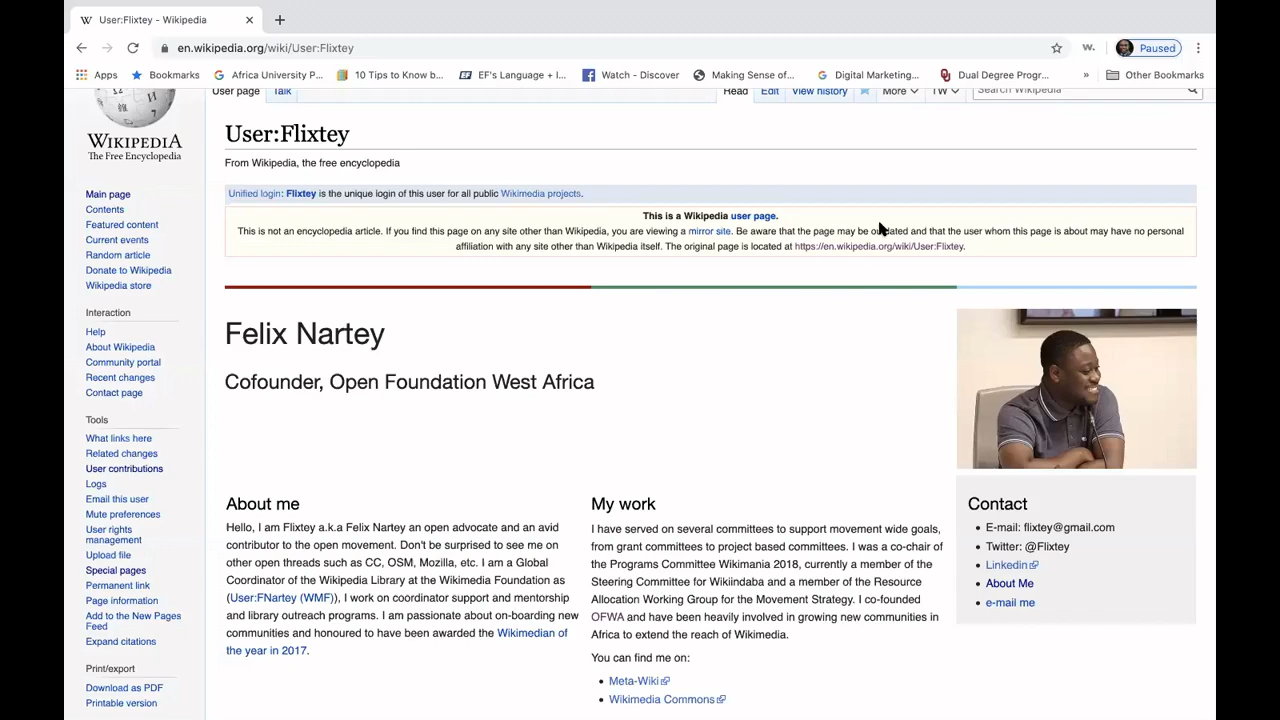 User:Flixtey - Wikipedia
en.wikipedia.org/wiki/User:Flixtey
Paused
Apps
Bookmarks
Africa University P...
10 Tips to Know b...
EF's Language + I...
Watch - Discover
Making Sense of...
Digital Marketing...
Dual Degree Progr...
»
Other Bookmarks
User page
Talk
Read
Edit
View history
More
TW
Search Wikipedia
WIKIPEDIA
The Free Encyclopedia
Main page
Contents
Featured content
Current events
Random article
Donate to Wikipedia
Wikipedia store
Interaction
Help
About Wikipedia
Community portal
Recent changes
Contact page
Tools
What links here
Related changes
User contributions
Logs
Email this user
Mute preferences
User rights
management
Upload file
Special pages
Permanent link
Page information
Add to the New Pages
Feed
Expand citations
Print/export
Download as PDF
Printable version
User:Flixtey
From Wikipedia, the free encyclopedia
Unified login: Flixtey is the unique login of this user for all public Wikimedia projects.
This is a Wikipedia user page.
This is not an encyclopedia article. If you find this page on any site other than Wikipedia, you are viewing a mirror site. Be aware that the page may be outdated and that the user whom this page is about may have no personal
affiliation with any site other than Wikipedia itself. The original page is located at https://en.wikipedia.org/wiki/User:Flixtey.
Felix Nartey
Cofounder, Open Foundation West Africa
About me
Hello, I am Flixtey a.k.a Felix Nartey an open advocate and an avid
contributor to the open movement. Don't be surprised to see me on
other open threads such as CC, OSM, Mozilla, etc. I am a Global
Coordinator of the Wikipedia Library at the Wikimedia Foundation as
(User:FNartey (WMF)), I work on coordinator support and mentorship
and library outreach programs. I am passionate about on-boarding new
communities and honoured to have been awarded the Wikimedian of
the year in 2017.
My work
I have served on several committees to support movement wide goals,
from grant committees to project based committees. I was a co-chair of
the Programs Committee Wikimania 2018, currently a member of the
Steering Committee for Wikiindaba and a member of the Resource
Allocation Working Group for the Movement Strategy. I co-founded
OFWA and have been heavily involved in growing new communities in
Africa to extend the reach of Wikimedia.
You can find me on:
Meta-Wiki
Wikimedia Commons
Contact
E-mail: flixtey@gmail.com
Twitter: @Flixtey
Linkedin
About Me
e-mail me